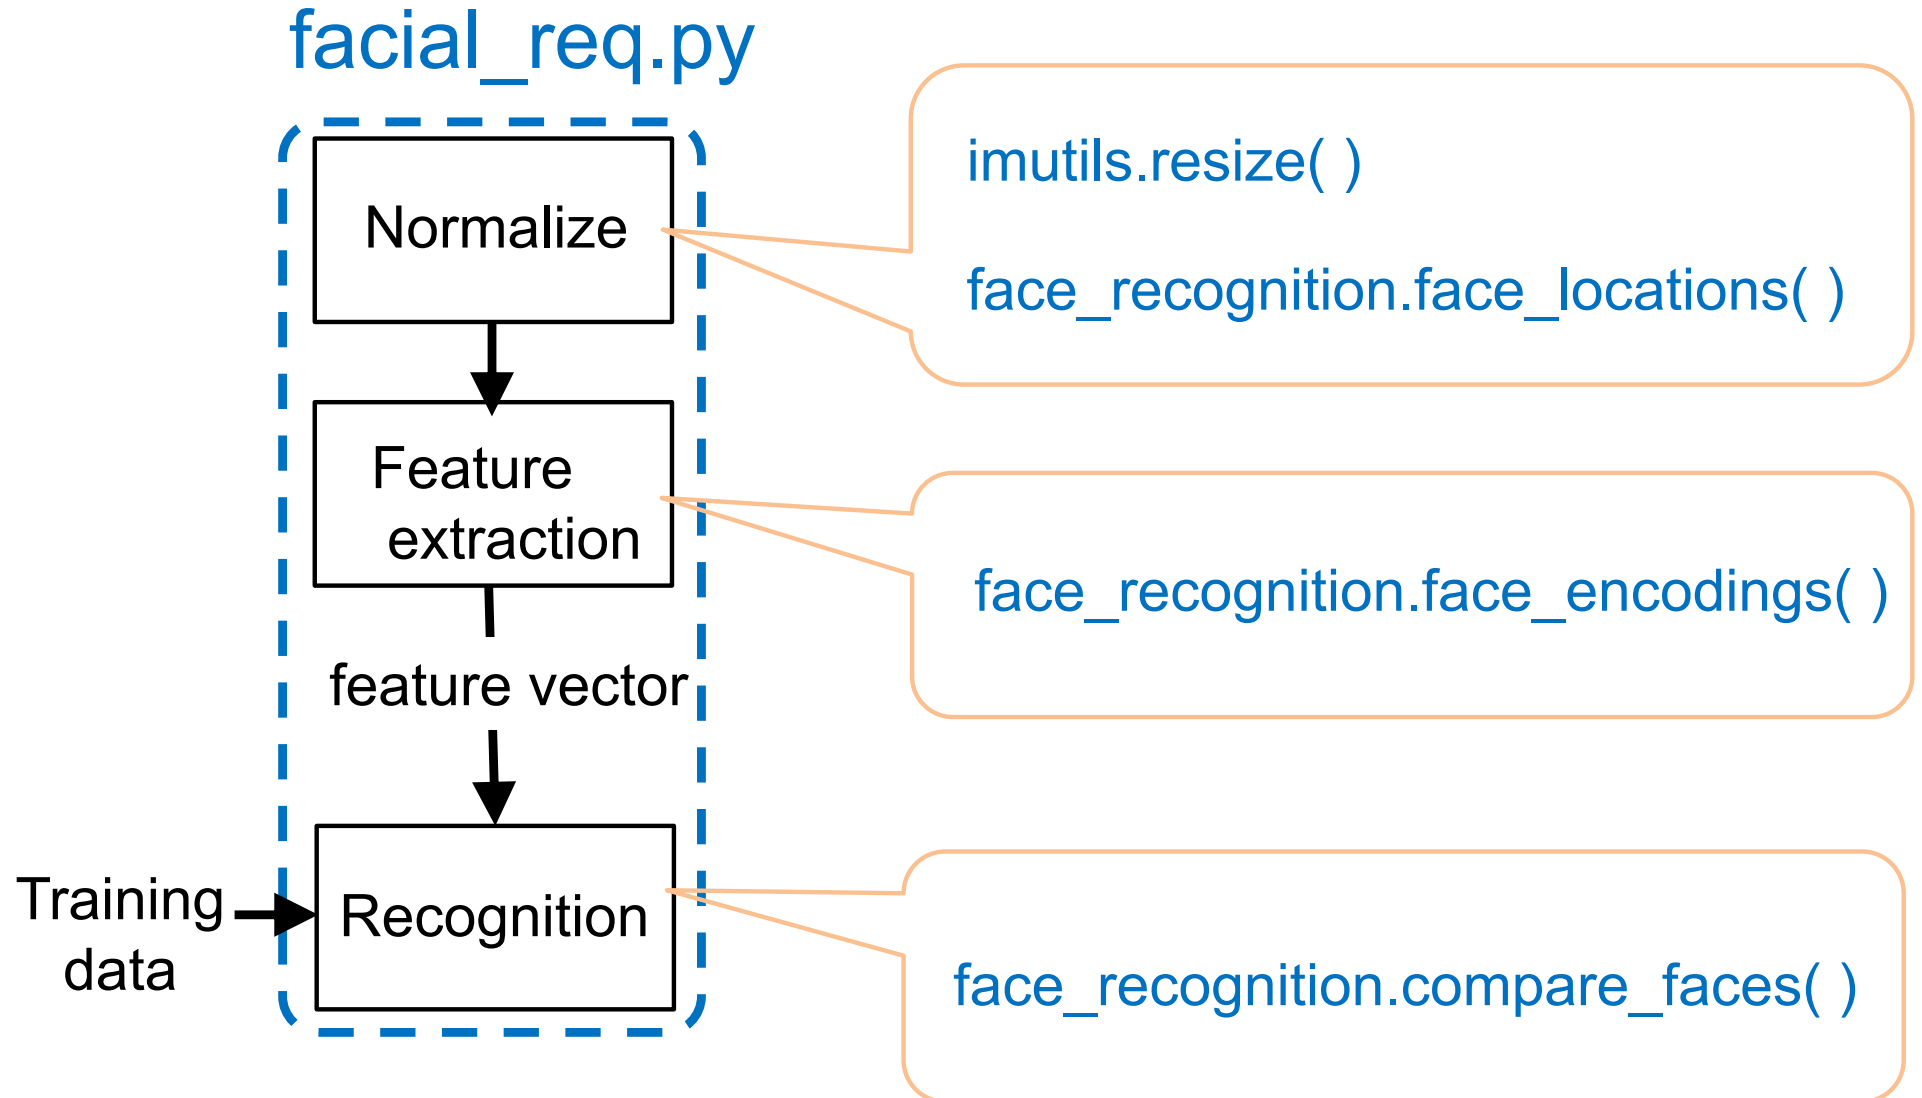 facial_req.py
Normalize
imutils.resize( )
face_recognition.face_locations( )
Feature
extraction
face_recognition.face_encodings( )
feature vector
Training
data
Recognition
face_recognition.compare_faces( )